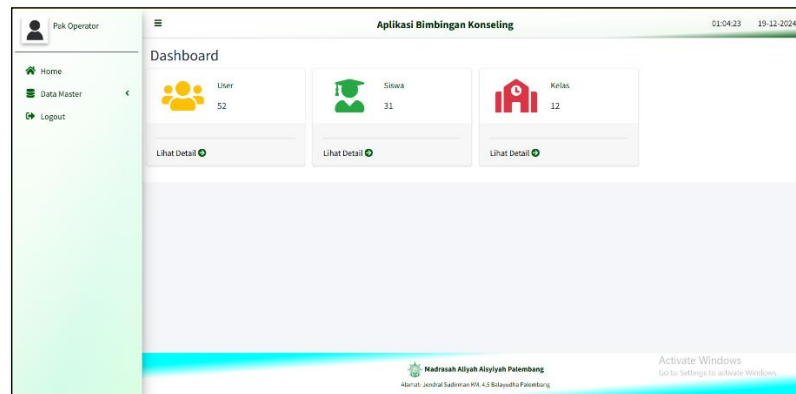 Pak Operator
Aplikasi Bimbingan Konseling
01:04:23 19-12-2024
Home
Data Master
Logout
Dashboard
User
52
Siswa
31
Kelas
12
Lihat Detail
Lihat Detail
Lihat Detail
Madrasah Aliyah Aisyiyah Palembang
Alamat: Jendral Sudirman KM. 4,5 Balayudha Palembang
Activate Windows
Go to Settings to activate Windows.